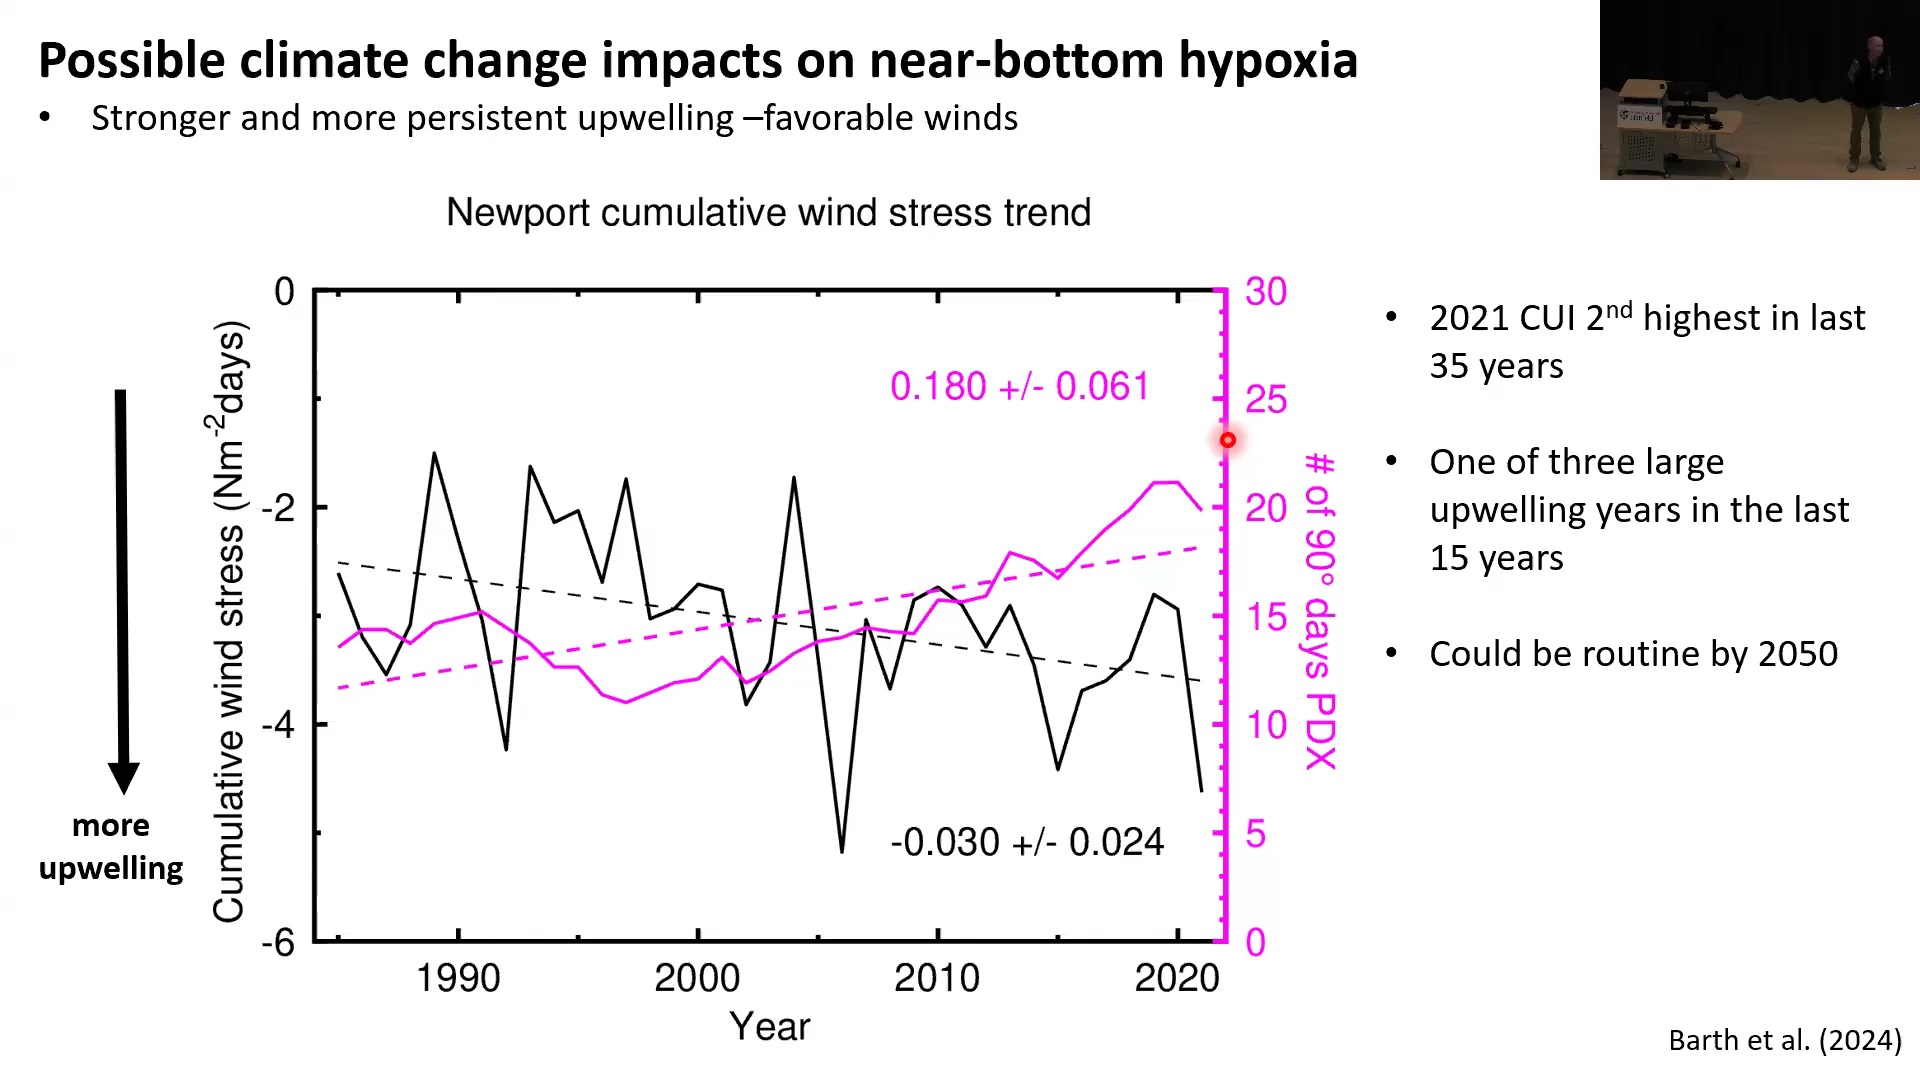 Possible climate change impacts on near-bottom hypoxia
• Stronger and more persistent upwelling –favorable winds
Newport cumulative wind stress trend
0
-2
-4
-6
Cumulative wind stress (Nm-2days)
more
upwelling
0.180 +/- 0.061
-0.030 +/- 0.024
30
25
20
15
10
5
0
# of 90° days PDX
1990
2000
2010
2020
Year
• 2021 CUI 2nd highest in last
35 years
• One of three large
upwelling years in the last
15 years
• Could be routine by 2050
Barth et al. (2024)